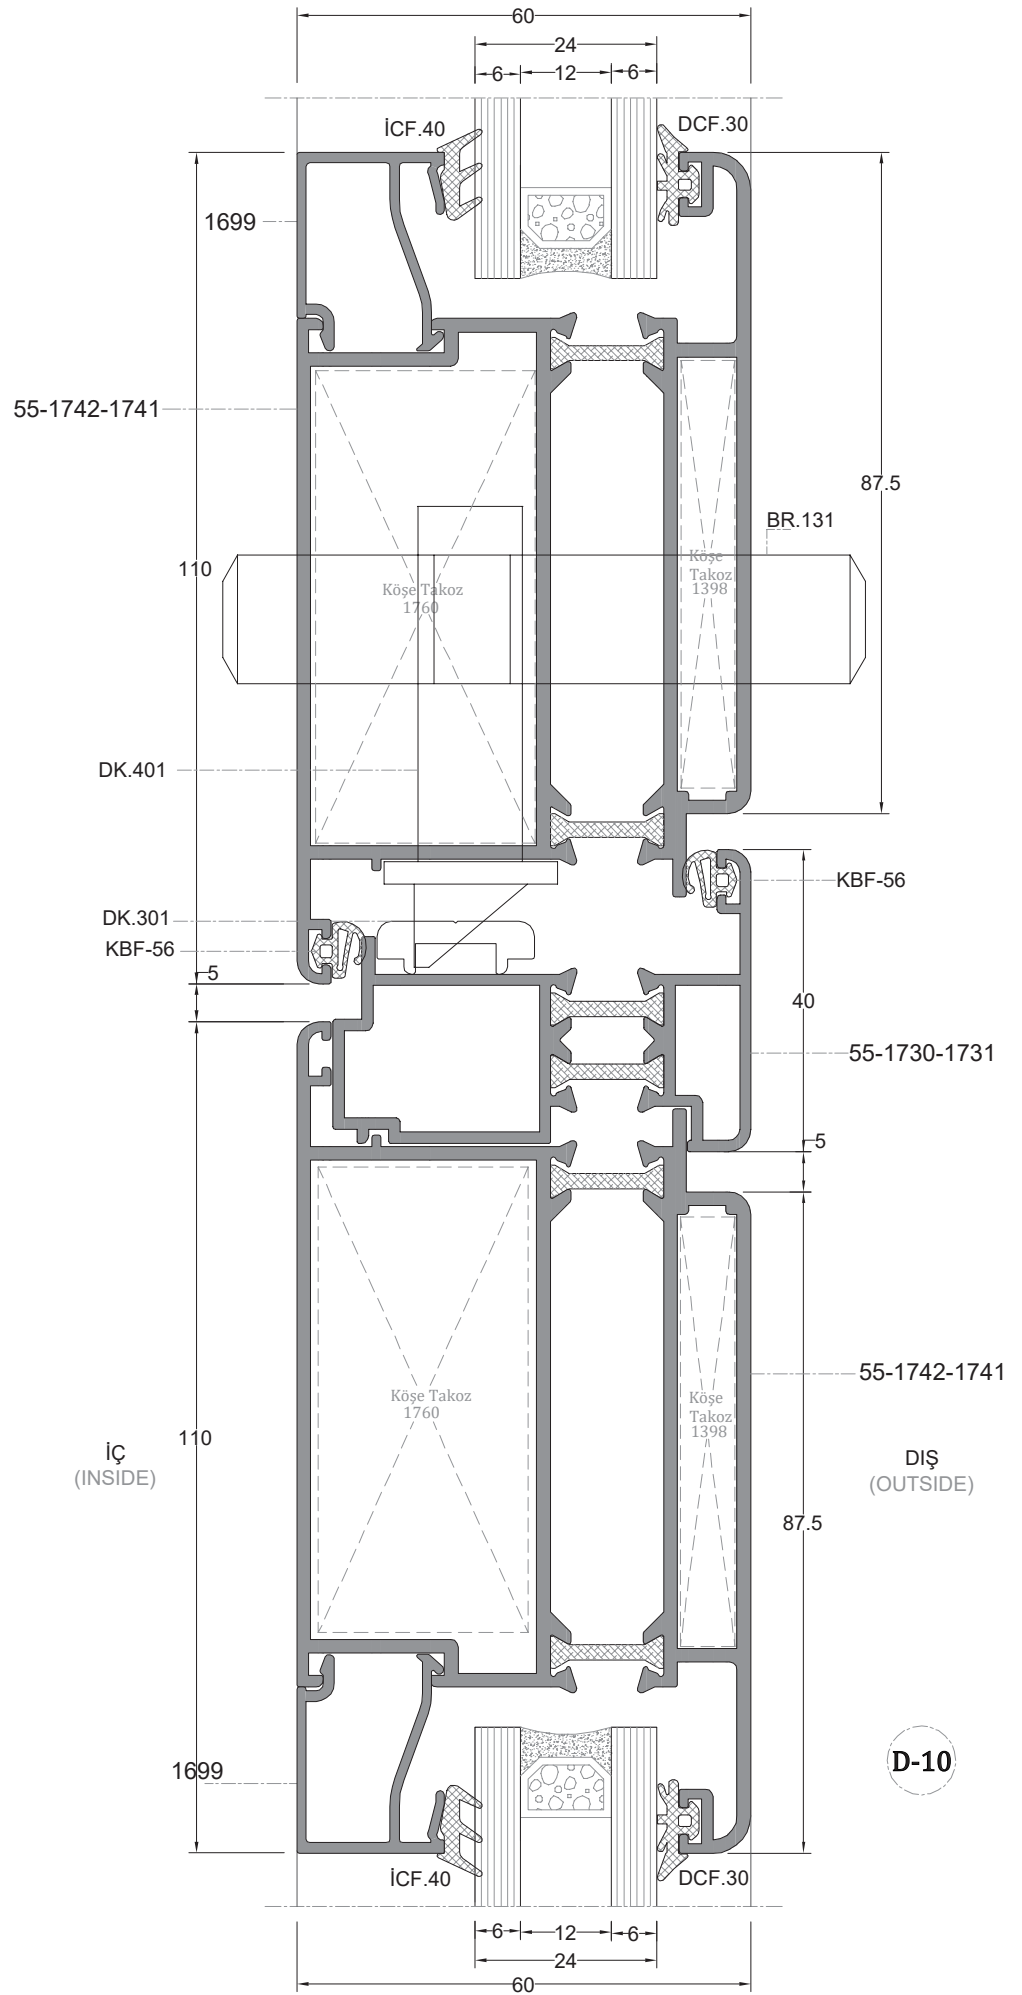 60
24
6 12 6
İCF.40
DCF.30
1699
55-1742-1741
87.5
BR.131
110
Köşe Takoz
1760
Köşe
Takoz
1398
DK.401
KBF-56
DK.301
KBF-56
5
40
55-1730-1731
5
55-1742-1741
Köşe Takoz
1760
Köşe
Takoz
1398
İÇ
(INSIDE)
110
DIŞ
(OUTSIDE)
87.5
D-10
1699
İCF.40
DCF.30
6 12 6
24
60